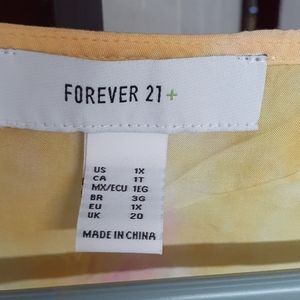 FOREVER 21+
US 1X
CA 1T
MX/ECU 1EG
BR 3G
EU 1X
UK 20
MADE IN CHINA